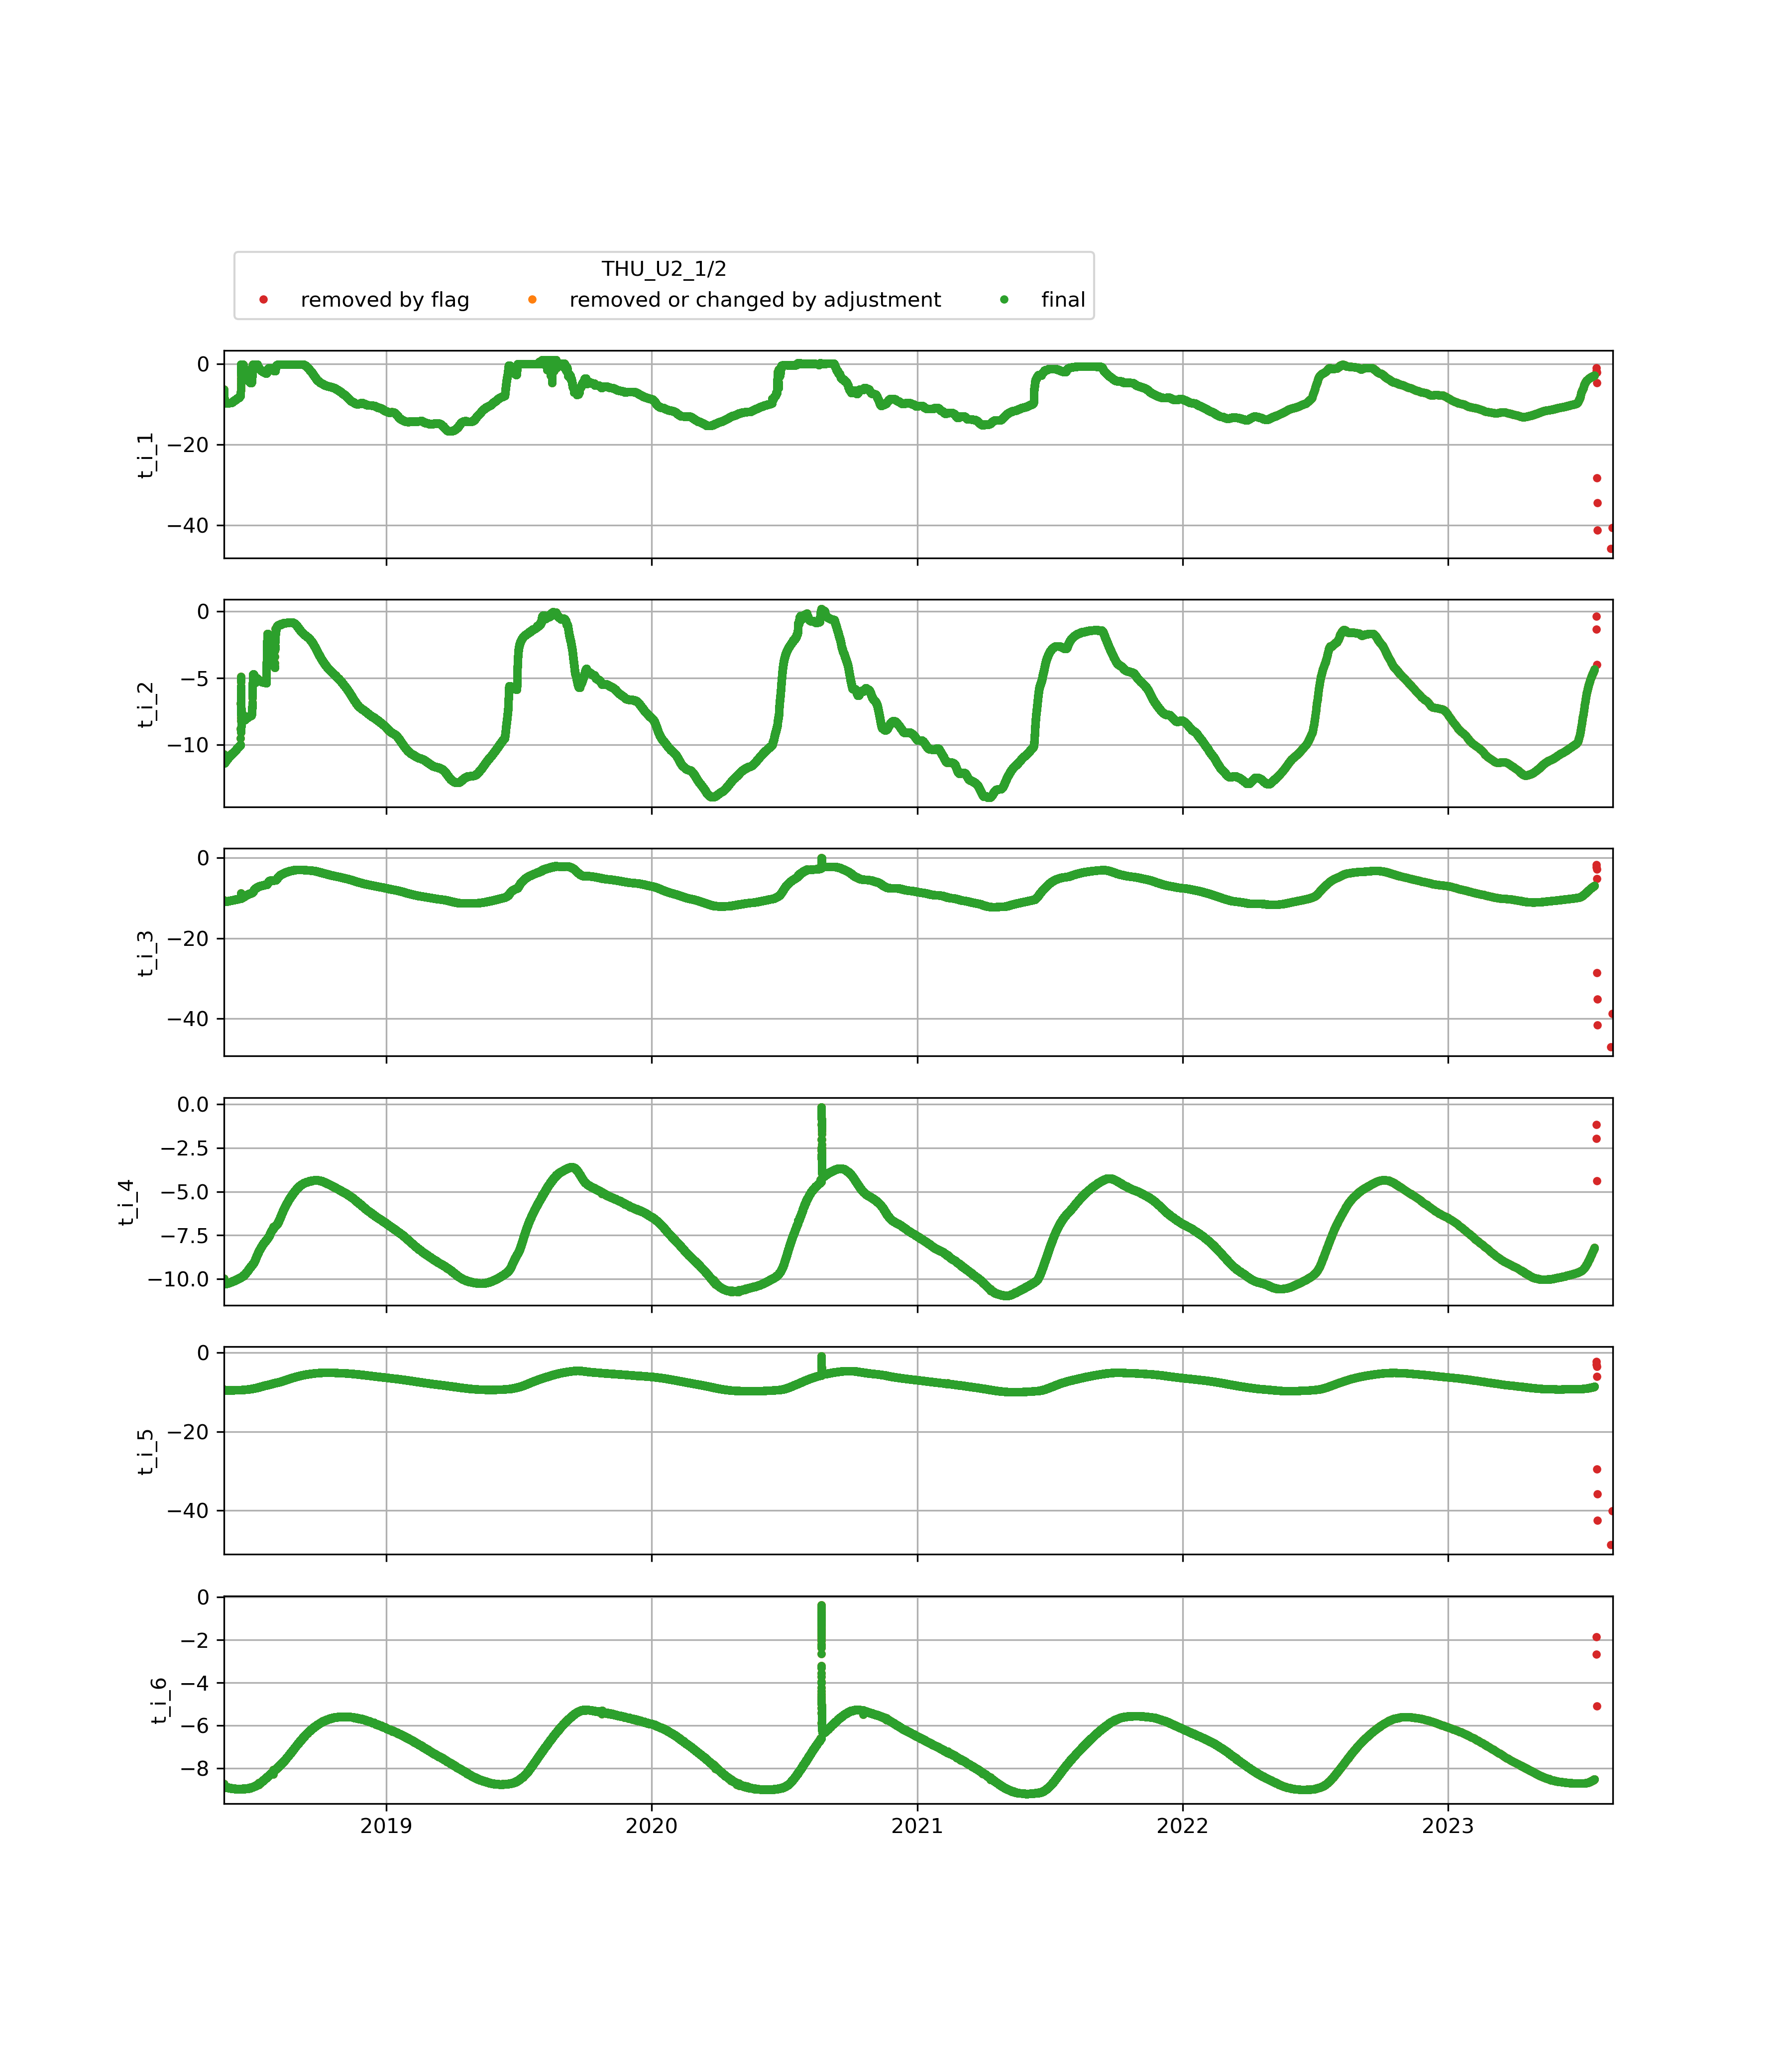 THU_U2_1/2
removed by flag removed or changed by adjustment final
0
−20
−40
t_i_1
0
−5
−10
t_i_2
0
−20
−40
t_i_3
0.0
−2.5
−5.0
−7.5
−10.0
t_i_4
0
−20
−40
t_i_5
0
−2
−4
−6
−8
t_i_6
2019 2020 2021 2022 2023